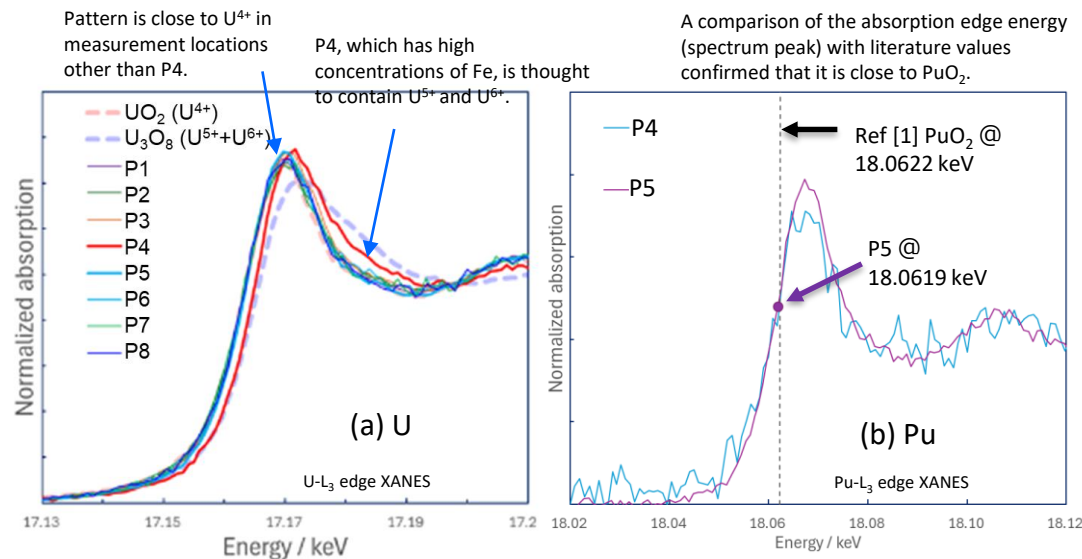 Pattern is close to U⁴⁺ in
measurement locations
other than P4.
P4, which has high
concentrations of Fe, is thought
to contain U⁵⁺ and U⁶⁺.
UO₂ (U⁴⁺)
U₃O₈ (U⁵⁺+U⁶⁺)
P1
P2
P3
P4
P5
P6
P7
P8
Normalized absorption
(a) U
U-L₃ edge XANES
17.13
17.15
17.17
17.19
17.2
Energy / keV
A comparison of the absorption edge energy
(spectrum peak) with literature values
confirmed that it is close to PuO₂.
P4
P5
Ref [1] PuO₂ @
18.0622 keV
P5 @
18.0619 keV
Normalized absorption
(b) Pu
Pu-L₃ edge XANES
18.02
18.04
18.06
18.08
18.10
18.12
Energy / keV